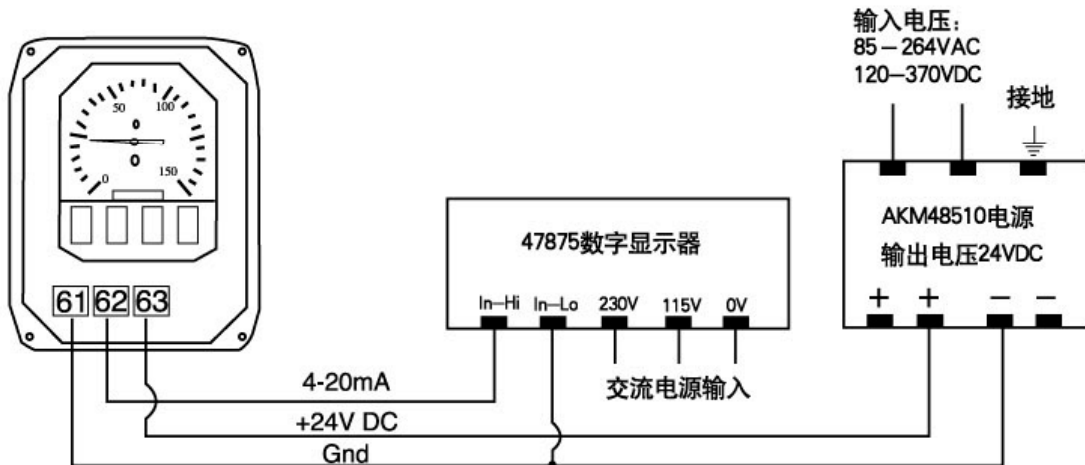 输入电压：
85－264VAC
120—370VDC
接地
50
100
0
0
0
150
47875数字显示器
AKM48510电源
输出电压24VDC
In—Hi
In—Lo
230V
115V
0V
+
+
—
—
61
62
63
4-20mA
交流电源输入
+24V DC
Gnd